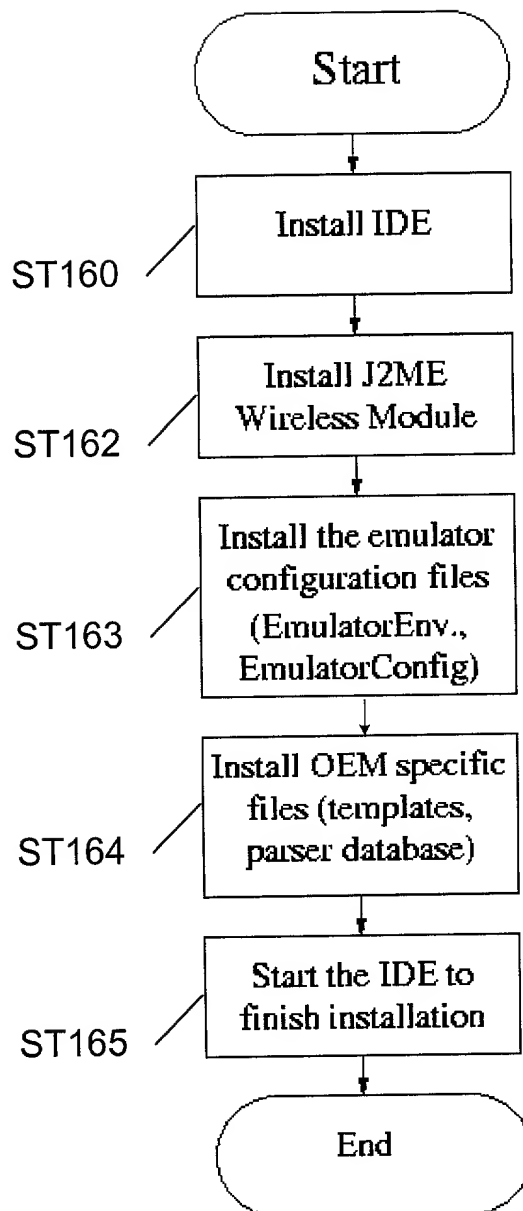 Start
Install IDE
ST160
Install J2ME
Wireless Module
ST162
Install the emulator
configuration files
(EmulatorEnv.,
EmulatorConfig)
ST163
Install OEM specific
files (templates,
parser database)
ST164
Start the IDE to
finish installation
ST165
End